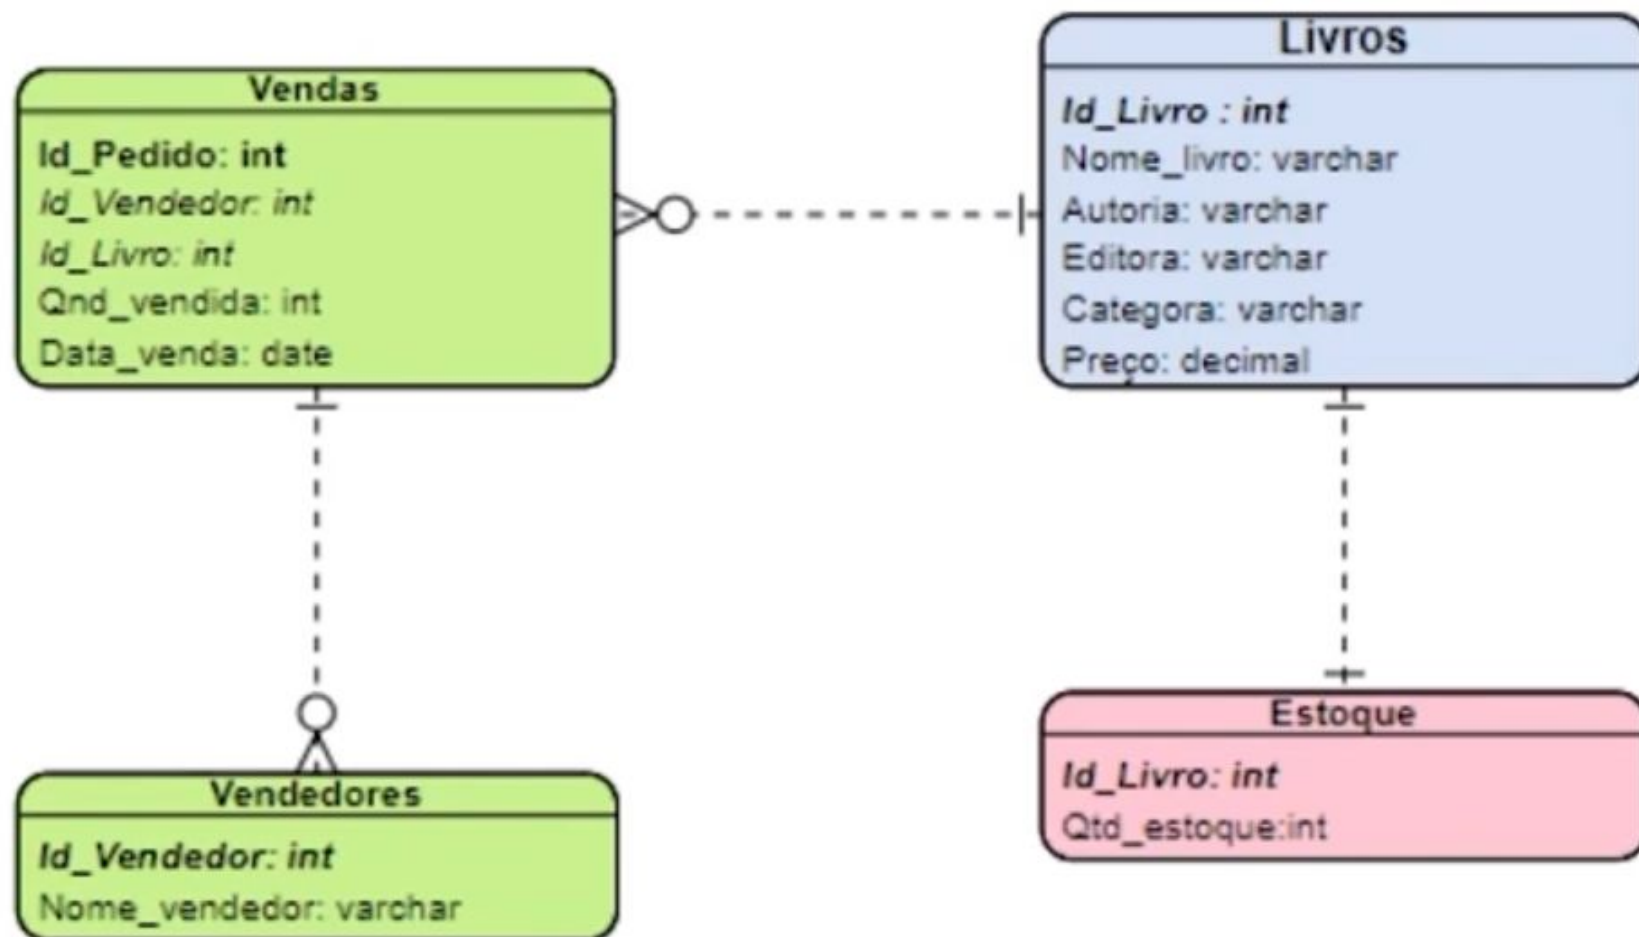 Vendas
Id_Pedido: int
Id_Vendedor: int
Id_Livro: int
Qnd_vendida: int
Data_venda: date
Livros
Id_Livro : int
Nome_livro: varchar
Autoria: varchar
Editora: varchar
Categora: varchar
Preço: decimal
Vendedores
Id_Vendedor: int
Nome_vendedor: varchar
Estoque
Id_Livro: int
Qtd_estoque:int